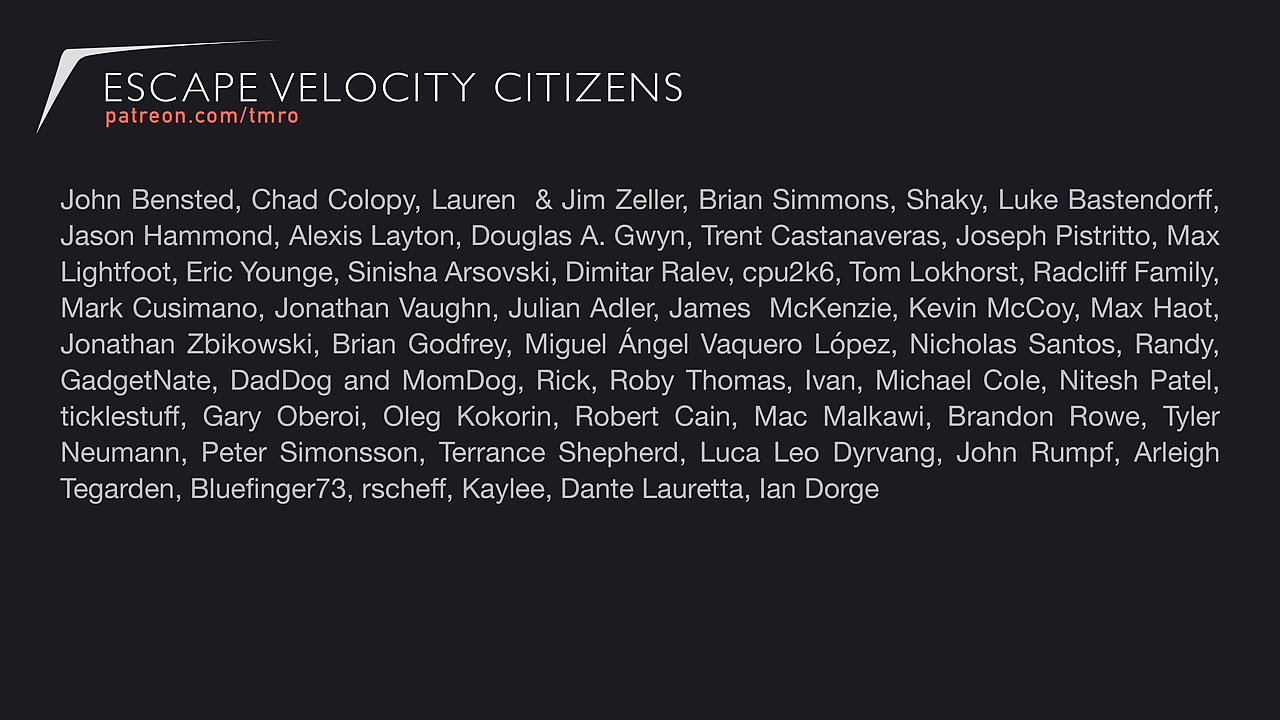 ESCAPE VELOCITY CITIZENS
patreon.com/tmro
John Bensted, Chad Colopy, Lauren  & Jim Zeller, Brian Simmons, Shaky, Luke Bastendorff,
Jason Hammond, Alexis Layton, Douglas A. Gwyn, Trent Castanaveras, Joseph Pistritto, Max
Lightfoot, Eric Younge, Sinisha Arsovski, Dimitar Ralev, cpu2k6, Tom Lokhorst, Radcliff Family,
Mark Cusimano, Jonathan Vaughn, Julian Adler, James  McKenzie, Kevin McCoy, Max Haot,
Jonathan Zbikowski, Brian Godfrey, Miguel Ángel Vaquero López, Nicholas Santos, Randy,
GadgetNate, DadDog and MomDog, Rick, Roby Thomas, Ivan, Michael Cole, Nitesh Patel,
ticklestuff, Gary Oberoi, Oleg Kokorin, Robert Cain, Mac Malkawi, Brandon Rowe, Tyler
Neumann, Peter Simonsson, Terrance Shepherd, Luca Leo Dyrvang, John Rumpf, Arleigh
Tegarden, Bluefinger73, rscheff, Kaylee, Dante Lauretta, Ian Dorge